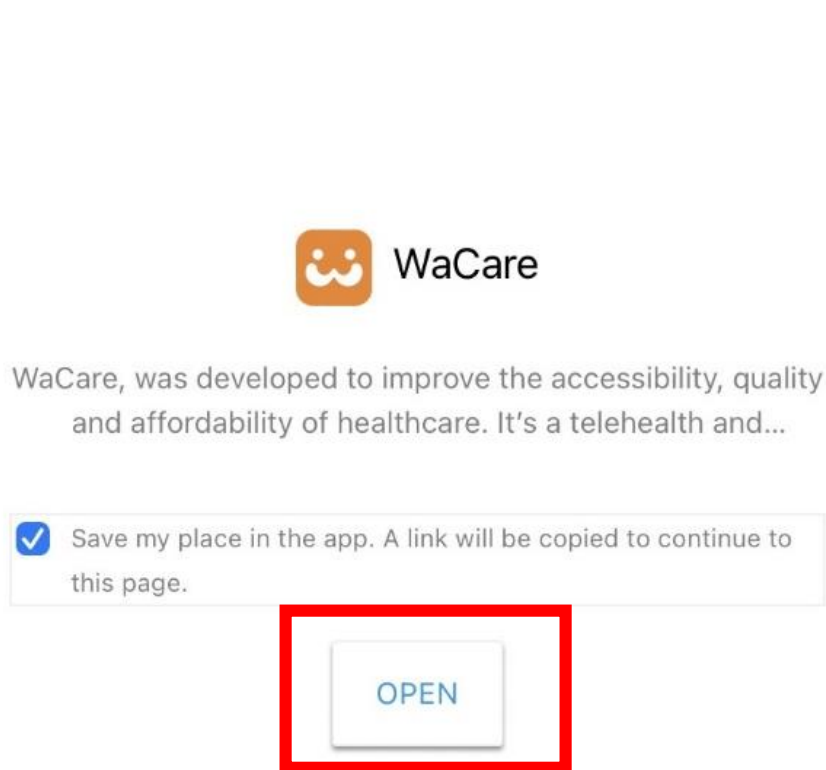 WaCare
WaCare, was developed to improve the accessibility, quality
and affordability of healthcare. It's a telehealth and...
Save my place in the app. A link will be copied to continue to
this page.
OPEN